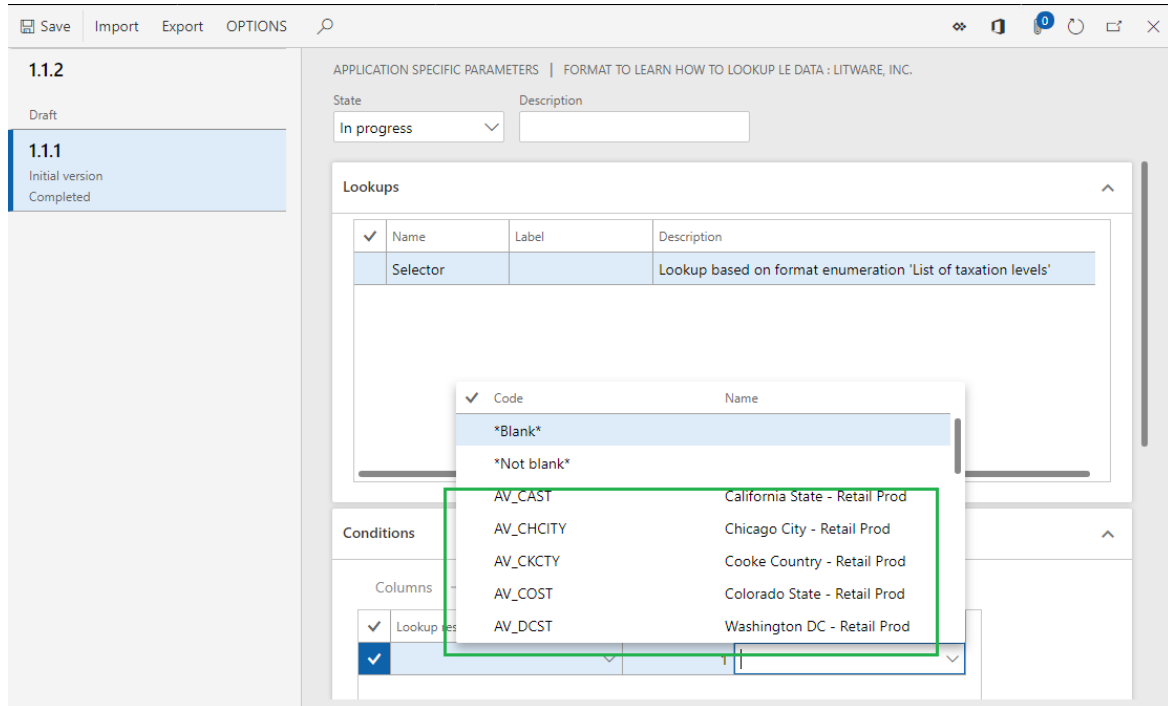 Save Import Export OPTIONS 0
1.1.2
Draft
1.1.1
Initial version
Completed
APPLICATION SPECIFIC PARAMETERS | FORMAT TO LEARN HOW TO LOOKUP LE DATA : LITWARE, INC.
State Description
In progress
Lookups
Name Label Description
Selector Lookup based on format enumeration 'List of taxation levels'
Code Name
*Blank*
*Not blank*
AV_CAST California State - Retail Prod
AV_CHCITY Chicago City - Retail Prod
AV_CKCTY Cooke Country - Retail Prod
AV_COST Colorado State - Retail Prod
AV_DCST Washington DC - Retail Prod
Conditions
Columns
Lookup res
1